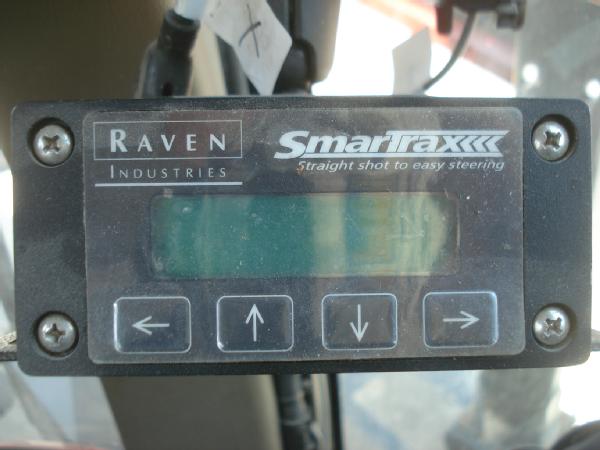 RAVEN
INDUSTRIES
SmarTrax
Straight shot to easy steering
← ↑ ↓ →
X